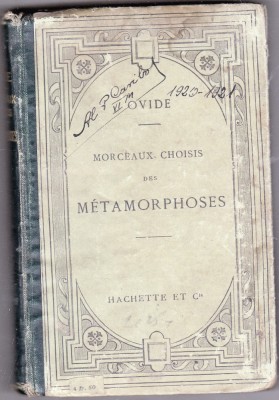 OVIDE
1920-1921
MORCEAUX CHOISIS
DES
MÉTAMORPHOSES
HACHETTE ET Cie